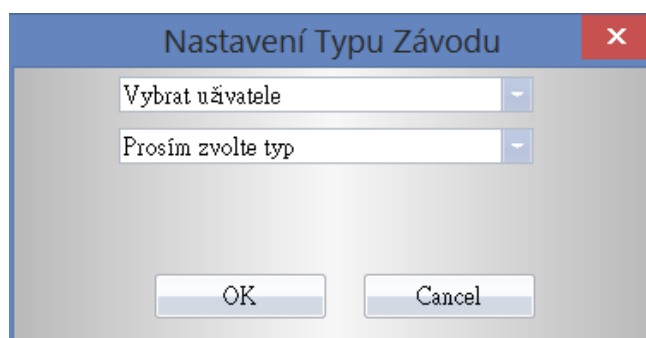 Nastavení Typu Závodu
Vybrat uživatele
Prosím zvolte typ
OK Cancel